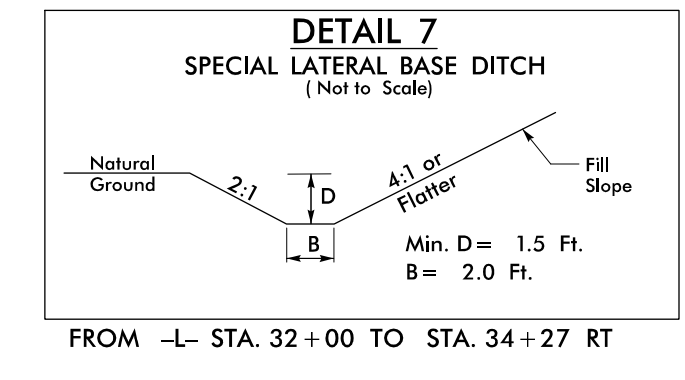 DETAIL 7
SPECIAL LATERAL BASE DITCH
( Not to Scale)
Natural
Ground
2:1
D
B
4:1 or
Flatter
Fill
Slope
Min. D = 1.5 Ft.
B = 2.0 Ft.
FROM -L- STA. 32+00 TO STA. 34+27 RT